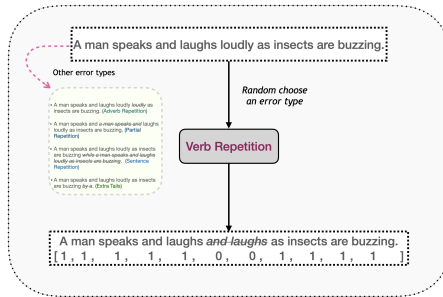 A man speaks and laughs loudly as insects are buzzing.
Other error types
Random choose
an error type
• A man speaks and laughs loudly loudly as
insects are buzzing. (Adverb Repetition)
• A man speaks and a man speaks and laughs
loudly as insects are buzzing. (Partial
Repetition)
• A man speaks and laughs loudly as insects
are buzzing while a man speaks and laughs
loudly as insects are buzzing. (Sentence
Repetition)
• A man speaks and laughs loudly as insects
are buzzing by a. (Extra Tails)
Verb Repetition
A man speaks and laughs and laughs as insects are buzzing.
[ 1, 1, 1, 1, 1, 0, 0, 1, 1, 1, 1 ]